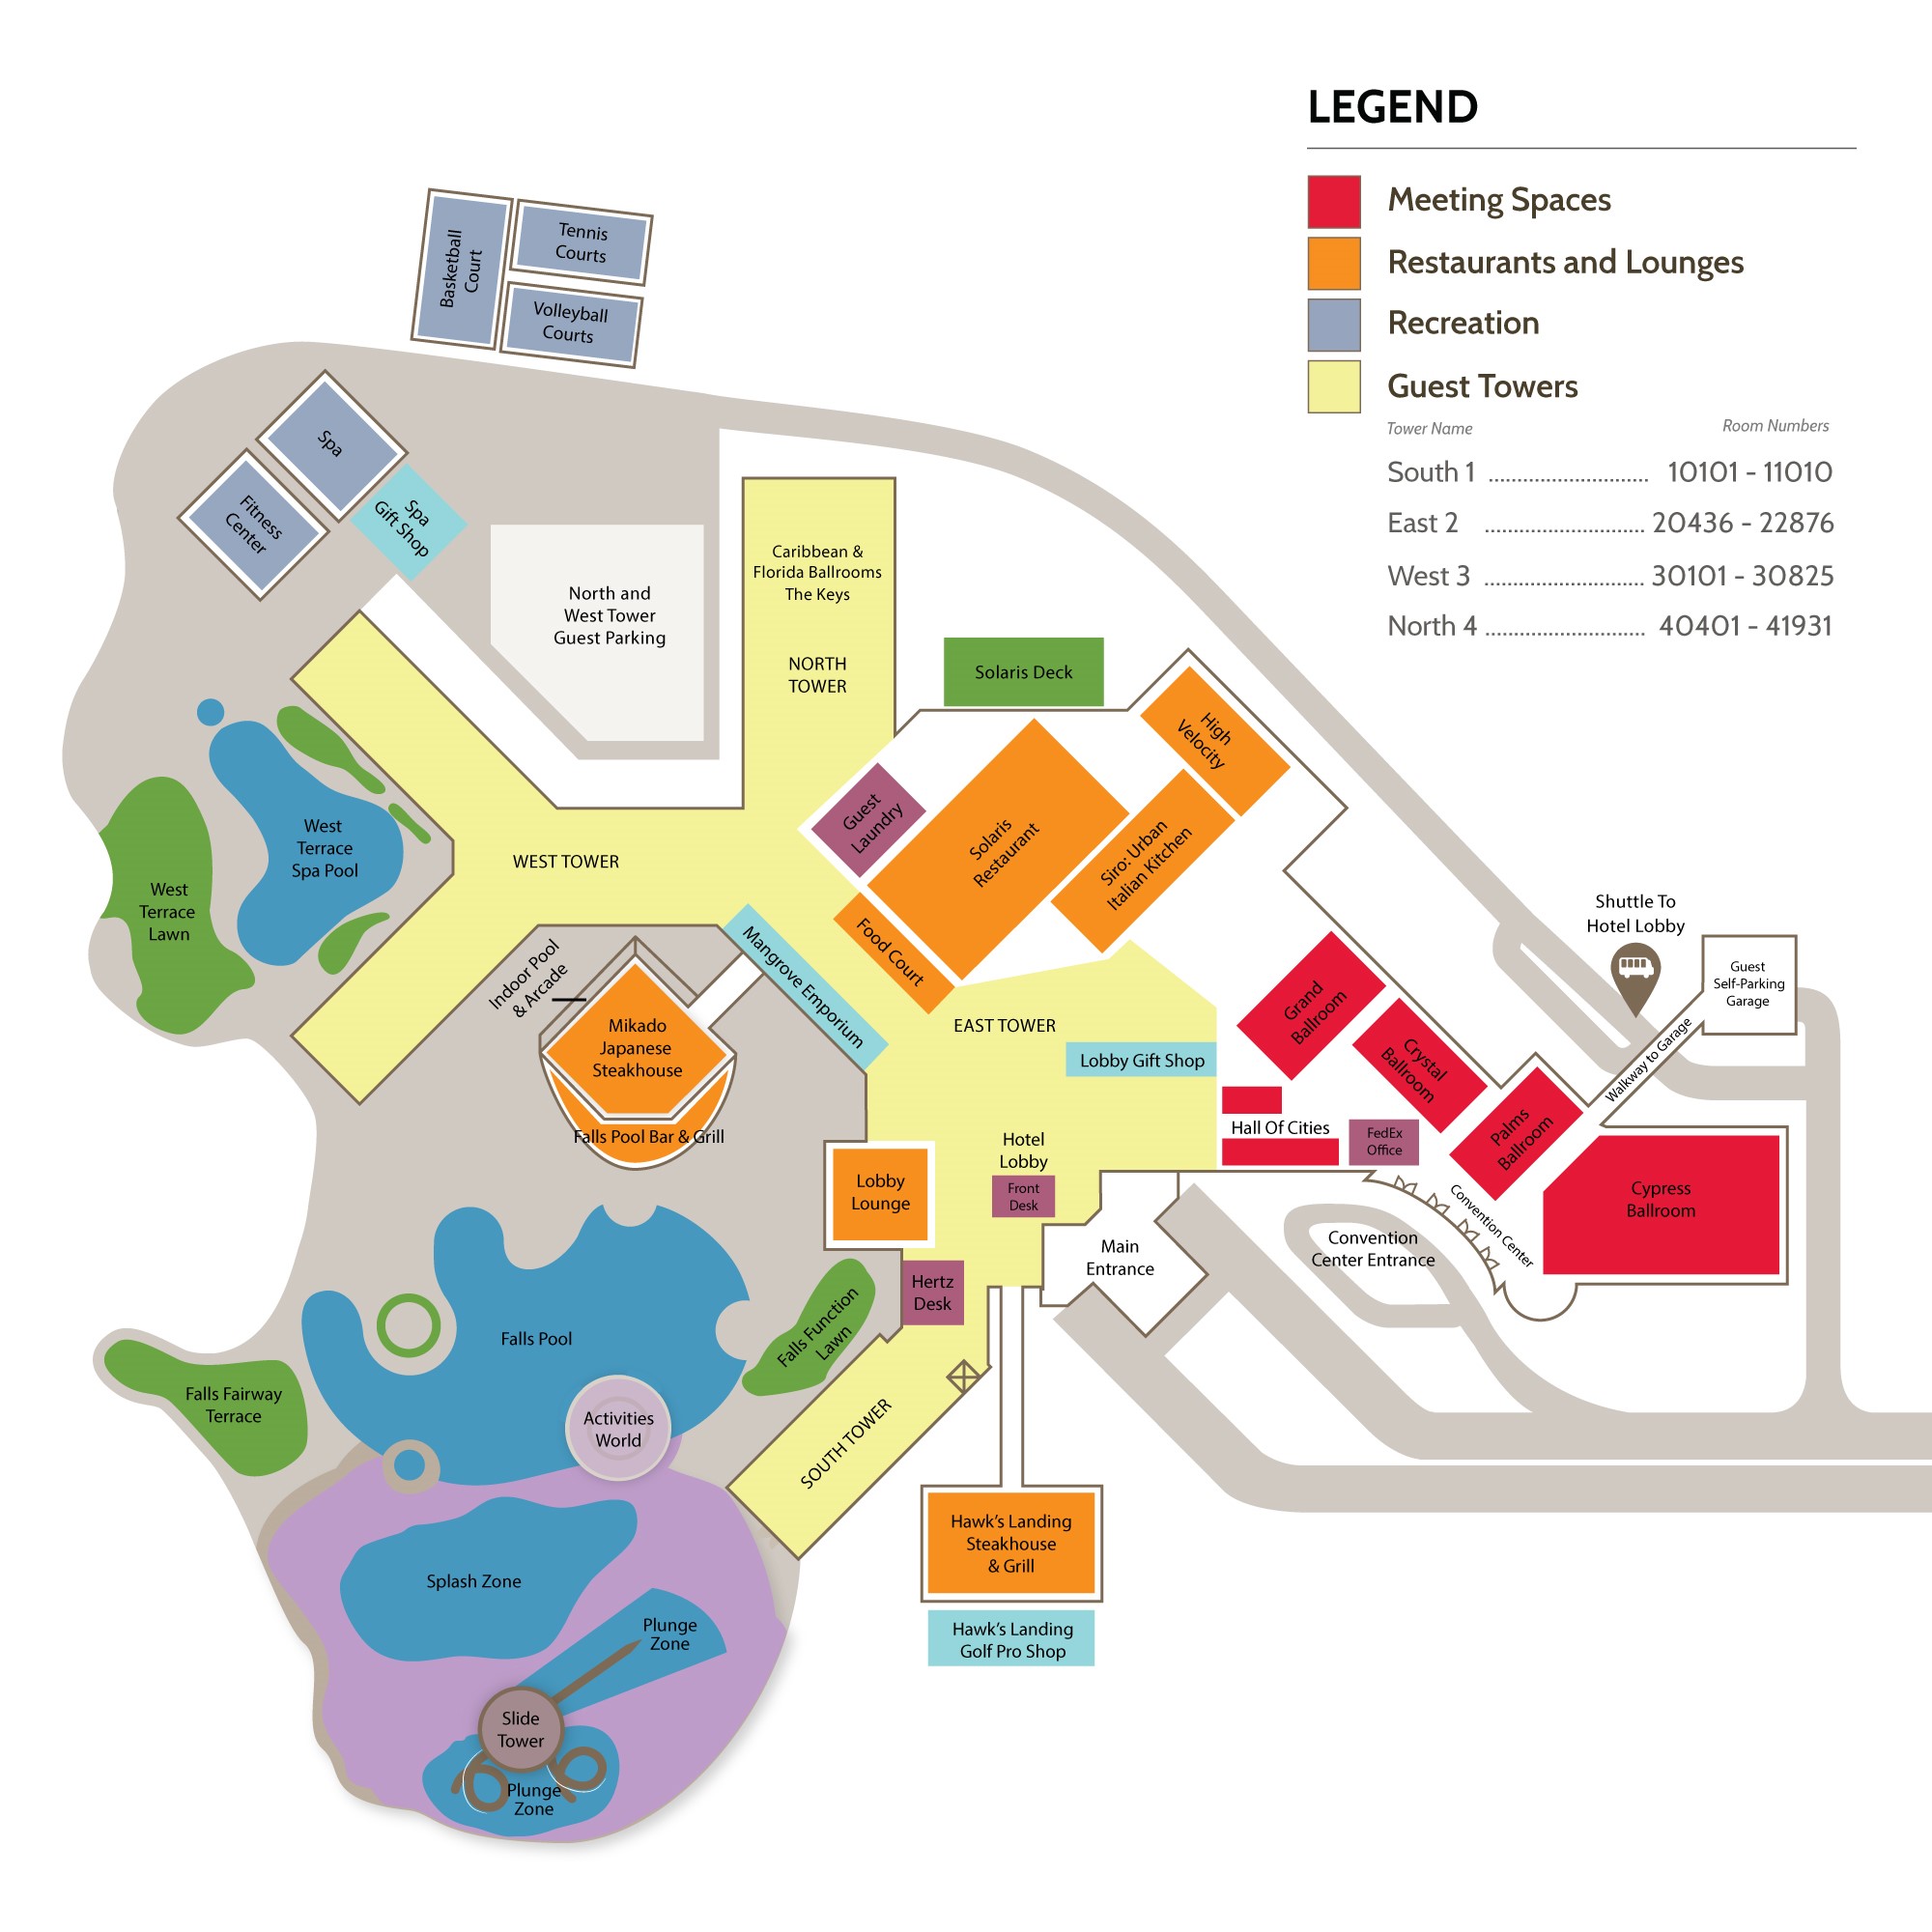 LEGEND
Meeting Spaces
Restaurants and Lounges
Recreation
Guest Towers
Tower Name Room Numbers
South 1 ............................ 10101 - 11010
East 2 ............................ 20436 - 22876
West 3 ............................ 30101 - 30825
North 4 ............................ 40401 - 41931
Basketball
Court
Tennis
Courts
Volleyball
Courts
Spa
Fitness
Center
Spa
Gift Shop
North and
West Tower
Guest Parking
Caribbean &
Florida Ballrooms
The Keys
NORTH
TOWER
Solaris Deck
High
Velocity
Guest
Laundry
Solaris
Restaurant
Siro: Urban
Italian Kitchen
Food Court
West
Terrace
Spa Pool
West
Terrace
Lawn
WEST TOWER
Mangrove Emporium
Indoor Pool
& Arcade
Mikado
Japanese
Steakhouse
Falls Pool Bar & Grill
EAST TOWER
Lobby Gift Shop
Grand
Ballroom
Crystal
Ballroom
Palms
Ballroom
Shuttle To
Hotel Lobby
Guest
Self-Parking
Garage
Walkway to Garage
Hall Of Cities
FedEx
Office
Cypress
Ballroom
Convention Center
Convention
Center Entrance
Hotel
Lobby
Front
Desk
Lobby
Lounge
Main
Entrance
Hertz
Desk
Falls Function
Lawn
Falls Pool
Falls Fairway
Terrace
Activities
World
SOUTH TOWER
Hawk's Landing
Steakhouse
& Grill
Hawk's Landing
Golf Pro Shop
Splash Zone
Plunge
Zone
Slide
Tower
Plunge
Zone